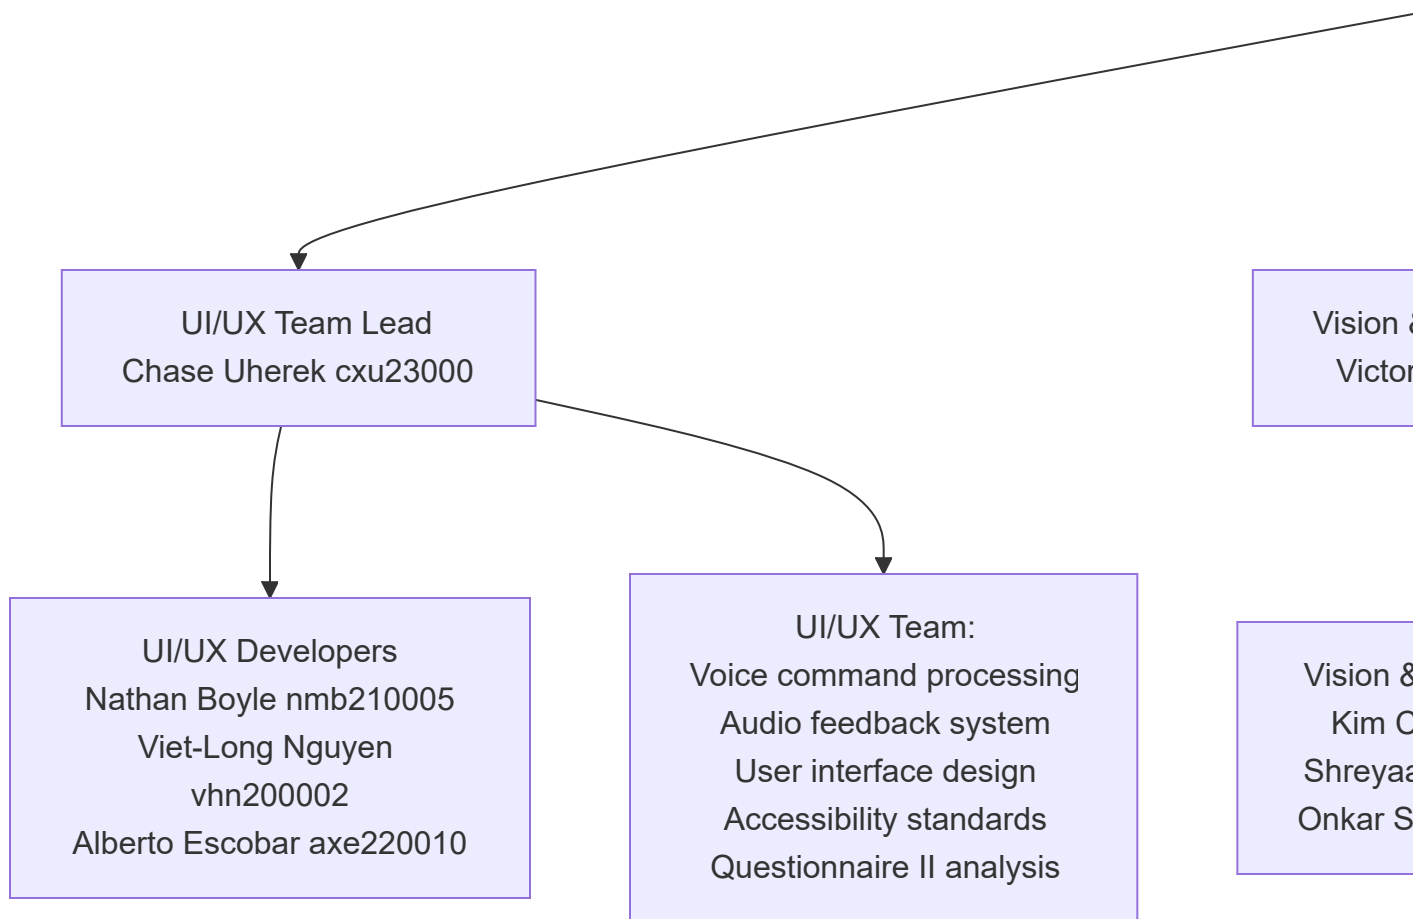 UI/UX Team Lead
Chase Uherek cxu23000
Vision &
Victor
UI/UX Developers
Nathan Boyle nmb210005
Viet-Long Nguyen
vhn200002
Alberto Escobar axe220010
UI/UX Team:
Voice command processing
Audio feedback system
User interface design
Accessibility standards
Questionnaire II analysis
Vision &
Kim
Onkar